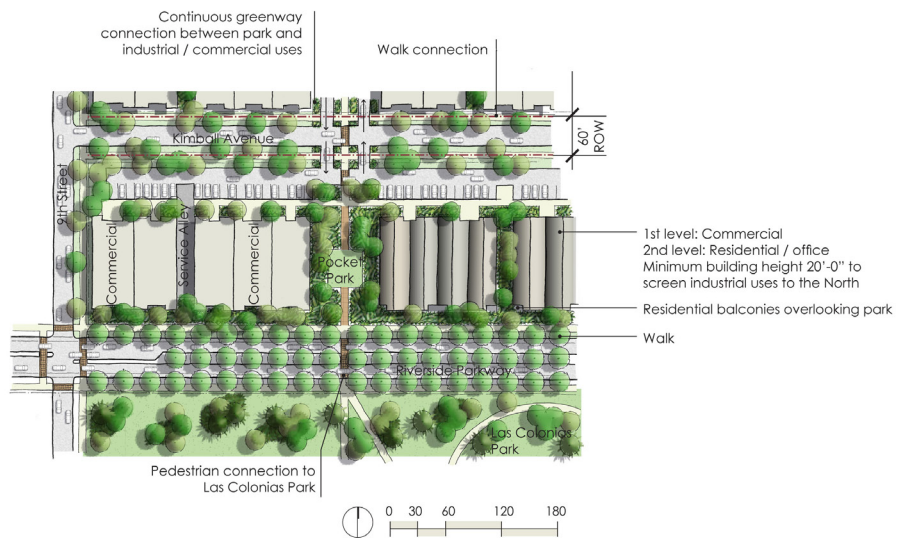 Continuous greenway
connection between park and
industrial / commercial uses
Walk connection
60'
ROW
Kimball Avenue
9th Street
Commercial
Service Alley
Commercial
Pocket
Park
1st level: Commercial
2nd level: Residential / office
Minimum building height 20'-0" to
screen industrial uses to the North
Residential balconies overlooking park
Walk
Riverside Parkway
Las Colonias
Park
Pedestrian connection to
Las Colonias Park
0 30 60 120 180